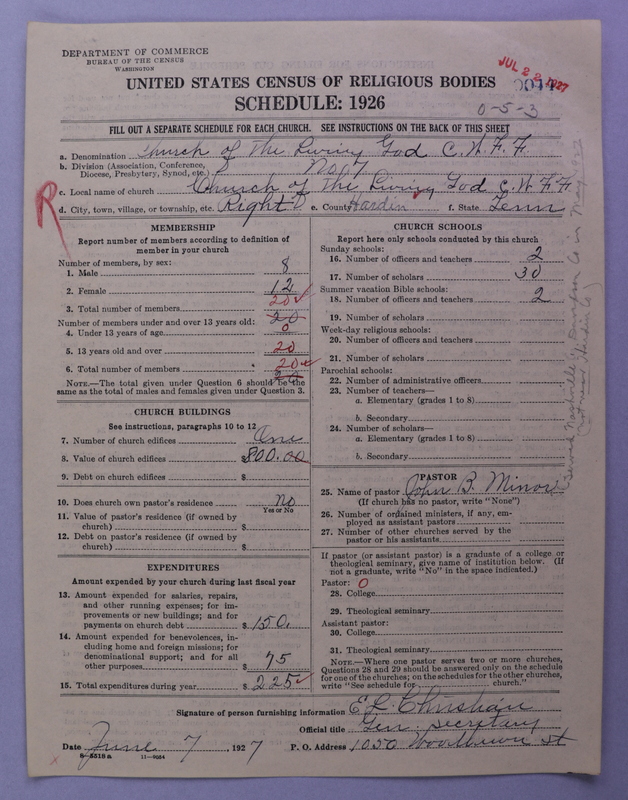 DEPARTMENT OF COMMERCE
BUREAU OF THE CENSUS
WASHINGTON
JUL 22 1927
UNITED STATES CENSUS OF RELIGIOUS BODIES
SCHEDULE: 1926
0-5-3
FILL OUT A SEPARATE SCHEDULE FOR EACH CHURCH. SEE INSTRUCTIONS ON THE BACK OF THIS SHEET
a. Denomination Church of the Living God C. W. F. F.
b. Division (Association, Conference, Diocese, Presbytery, Synod, etc.) No. 7
c. Local name of church Church of the Living God C. W. F. F.
d. City, town, village, or township, etc. Right e. County Hardin f. State Tenn
R
MEMBERSHIP
Report number of members according to definition of member in your church
Number of members, by sex:
1. Male 8
2. Female 12
3. Total number of members 20
Number of members under and over 13 years old: 20
4. Under 13 years of age 0
5. 13 years old and over 20
6. Total number of members 20
NOTE.—The total given under Question 6 should be the same as the total of males and females given under Question 3.
CHURCH BUILDINGS
See instructions, paragraphs 10 to 12
7. Number of church edifices One
8. Value of church edifices $800.00
9. Debt on church edifices $
10. Does church own pastor's residence No
Yes or No
11. Value of pastor's residence (if owned by church) $
12. Debt on pastor's residence (if owned by church) $
EXPENDITURES
Amount expended by your church during last fiscal year
13. Amount expended for salaries, repairs, and other running expenses; for improvements or new buildings; and for payments on church debt $150.
14. Amount expended for benevolences, including home and foreign missions; for denominational support; and for all other purposes $75
15. Total expenditures during year $225
CHURCH SCHOOLS
Report here only schools conducted by this church
Sunday schools:
16. Number of officers and teachers 2
17. Number of scholars 30
Summer vacation Bible schools:
18. Number of officers and teachers 2
19. Number of scholars
Week-day religious schools:
20. Number of officers and teachers
21. Number of scholars
Parochial schools:
22. Number of administrative officers
23. Number of teachers—
a. Elementary (grades 1 to 8)
b. Secondary
24. Number of scholars—
a. Elementary (grades 1 to 8)
b. Secondary
PASTOR
25. Name of pastor John B. Minor
(If church has no pastor, write "None")
26. Number of ordained ministers, if any, employed as assistant pastors
27. Number of other churches served by the pastor or his assistants
If pastor (or assistant pastor) is a graduate of a college or theological seminary, give name of institution below. (If not a graduate, write "No" in the space indicated.)
Pastor: 0
28. College
29. Theological seminary
Assistant pastor:
30. College
31. Theological seminary
NOTE.—Where one pastor serves two or more churches, Questions 28 and 29 should be answered only on the schedule for one of the churches; on the schedules for the other churches, write "See schedule for church."
Signature of person furnishing information E L Chrishan
Official title Gen. Secretary
Date June 7, 1927 P. O. Address 1050 St
8-5518 a 11-9054